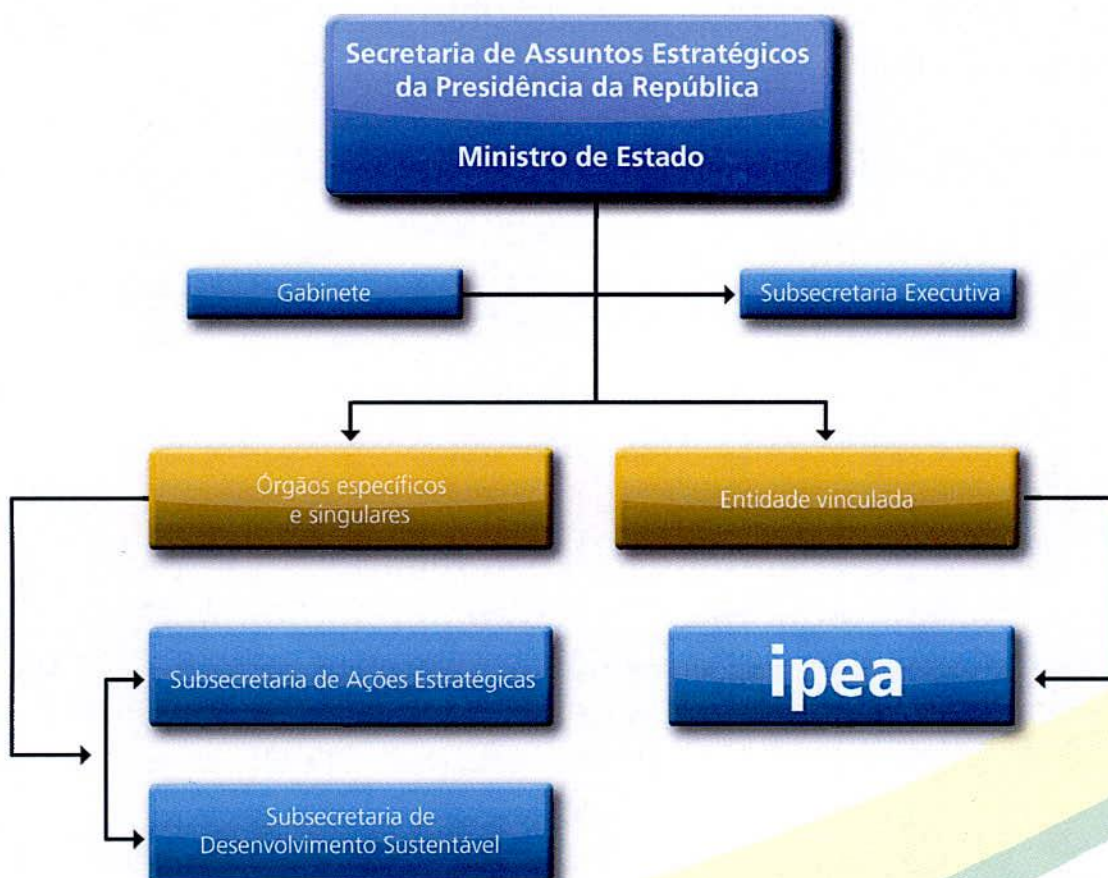 Secretaria de Assuntos Estratégicos
da Presidência da República
Ministro de Estado
Gabinete
Subsecretaria Executiva
Órgãos específicos
e singulares
Entidade vinculada
Subsecretaria de Ações Estratégicas
ipea
Subsecretaria de
Desenvolvimento Sustentável